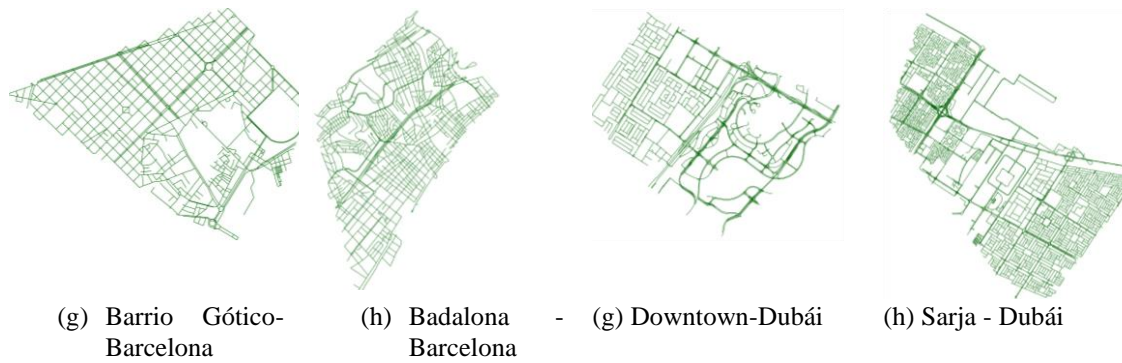 (g) Barrio Gótico-
Barcelona
(h) Badalona -
Barcelona
(g) Downtown-Dubái
(h) Sarja - Dubái